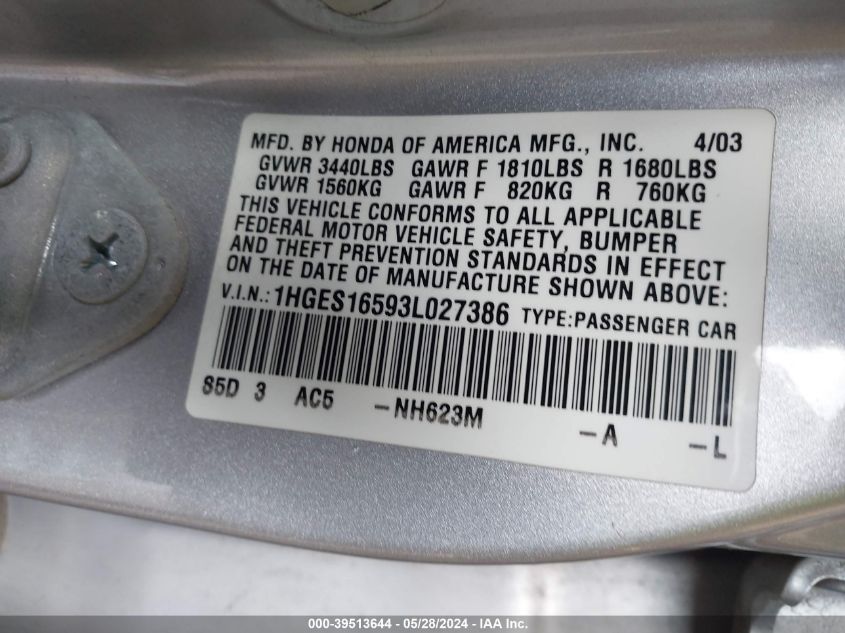 MFD. BY HONDA OF AMERICA MFG., INC. 4/03
GVWR 3440LBS GAWR F 1810LBS R 1680LBS
GVWR 1560KG GAWR F 820KG R 760KG
THIS VEHICLE CONFORMS TO ALL APPLICABLE
FEDERAL MOTOR VEHICLE SAFETY, BUMPER
AND THEFT PREVENTION STANDARDS IN EFFECT
ON THE DATE OF MANUFACTURE SHOWN ABOVE:
V.I.N.: 1HGES16593L027386 TYPE:PASSENGER CAR
S5D 3 AC5 -NH623M -A -L
000-39513644 - 05/28/2024 - IAA Inc.